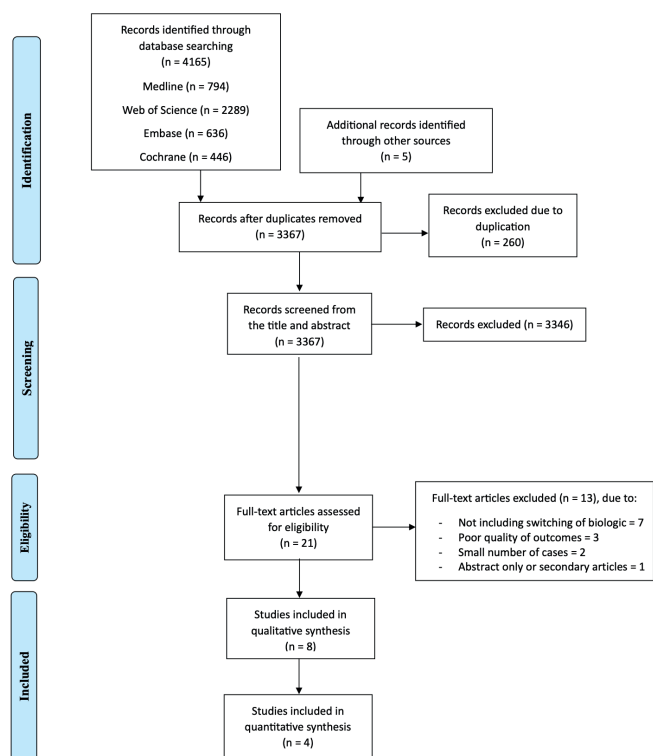 Identification
Records identified through
database searching
(n = 4165)
Medline (n = 794)
Web of Science (n = 2289)
Embase (n = 636)
Cochrane (n = 446)
Additional records identified
through other sources
(n = 5)
Records after duplicates removed
(n = 3367)
Records excluded due to
duplication
(n = 260)
Screening
Records screened from
the title and abstract
(n = 3367)
Records excluded (n = 3346)
Eligibility
Full-text articles assessed
for eligibility
(n = 21)
Full-text articles excluded (n = 13), due to:
- Not including switching of biologic = 7
- Poor quality of outcomes = 3
- Small number of cases = 2
- Abstract only or secondary articles = 1
Included
Studies included in
qualitative synthesis
(n = 8)
Studies included in
quantitative synthesis
(n = 4)